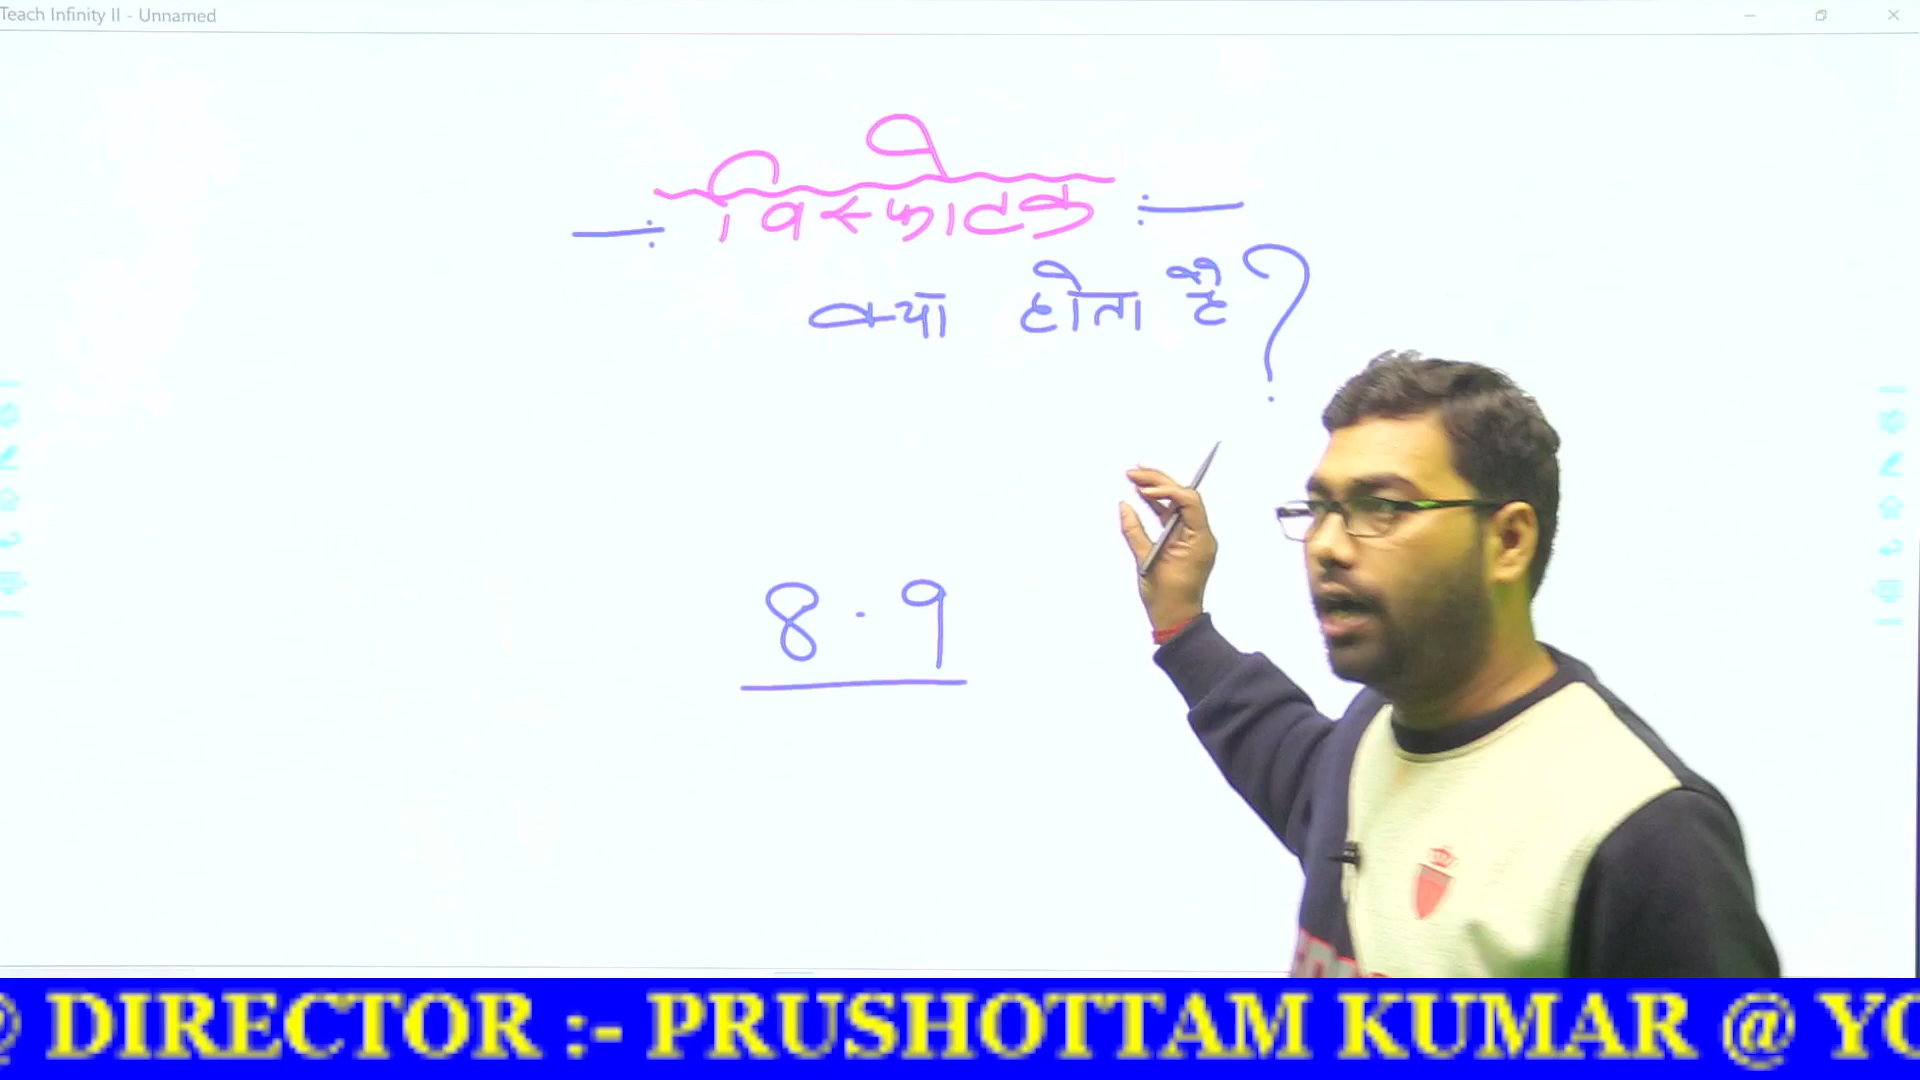 Teach Infinity II - Unnamed
-: विस्फोटक :-
क्या होता है ?
8.9
@ DIRECTOR :- PRUSHOTTAM KUMAR @ YO